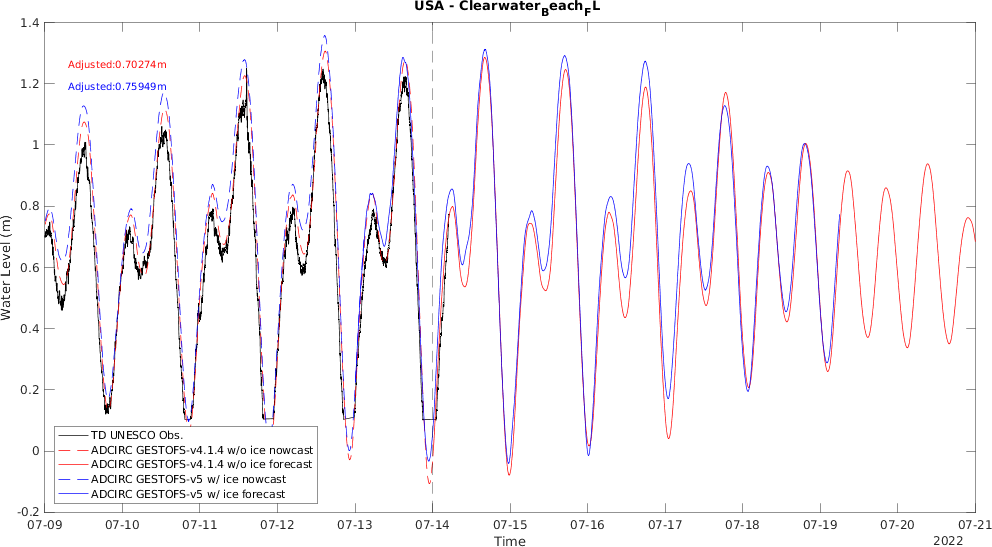 USA - Clearwater_Beach_FL
Adjusted:0.70274m
Adjusted:0.75949m
Water Level (m)
1.4
1.2
1
0.8
0.6
0.4
0.2
0
-0.2
TD UNESCO Obs.
ADCIRC GESTOFS-v4.1.4 w/o ice nowcast
ADCIRC GESTOFS-v4.1.4 w/o ice forecast
ADCIRC GESTOFS-v5 w/ ice nowcast
ADCIRC GESTOFS-v5 w/ ice forecast
07-09 07-10 07-11 07-12 07-13 07-14 07-15 07-16 07-17 07-18 07-19 07-20 07-21
Time
2022